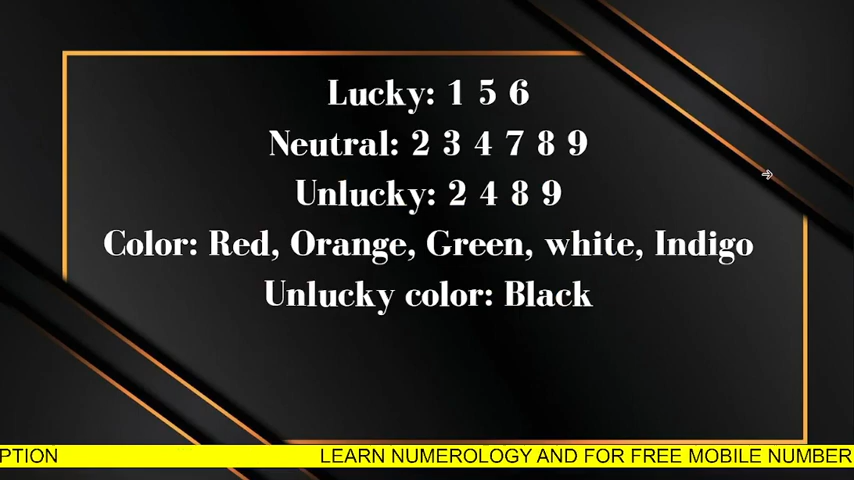 Lucky: 1 5 6
Neutral: 2 3 4 7 8 9
Unlucky: 2 4 8 9
Color: Red, Orange, Green, white, Indigo
Unlucky color: Black
PTION LEARN NUMEROLOGY AND FOR FREE MOBILE NUMBER